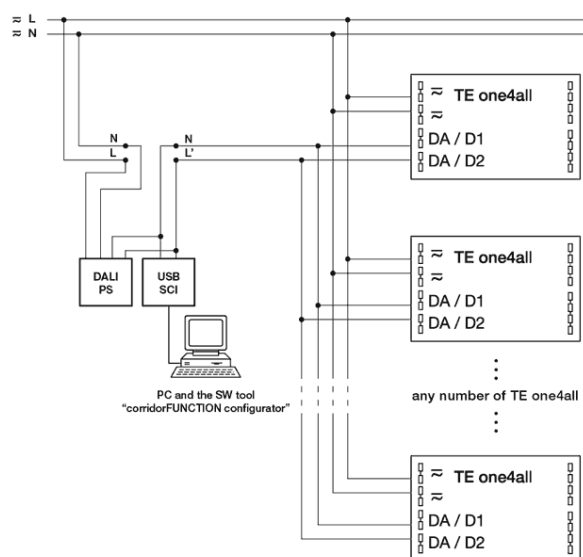 ≂ L
≂ N
≂ TE one4all
≂
DA / D1
DA / D2
N
L
N
L'
DALI
PS
USB
SCI
PC and the SW tool
"corridorFUNCTION configurator"
≂ TE one4all
≂
DA / D1
DA / D2
any number of TE one4all
≂ TE one4all
≂
DA / D1
DA / D2